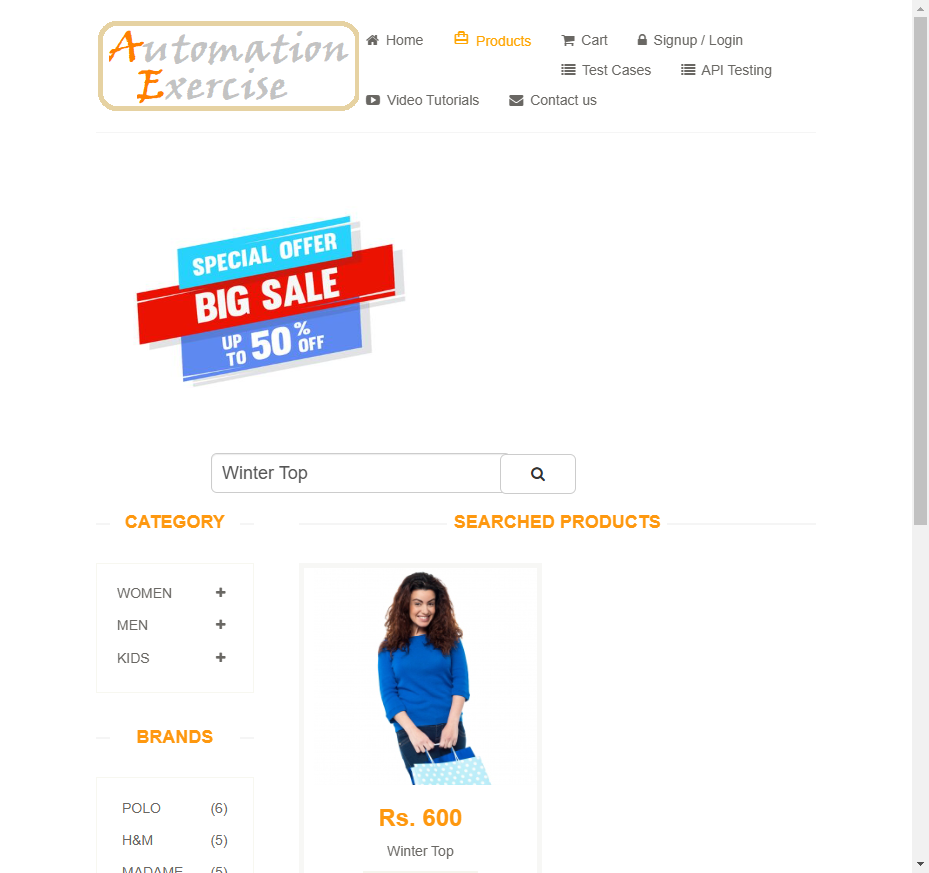 Automation
Exercise
Home
Products
Cart
Signup / Login
Test Cases
API Testing
Video Tutorials
Contact us
SPECIAL OFFER
BIG SALE
UP TO 50% OFF
Winter Top
CATEGORY
WOMEN
MEN
KIDS
BRANDS
POLO (6)
H&M (5)
MADAME (5)
SEARCHED PRODUCTS
Rs. 600
Winter Top